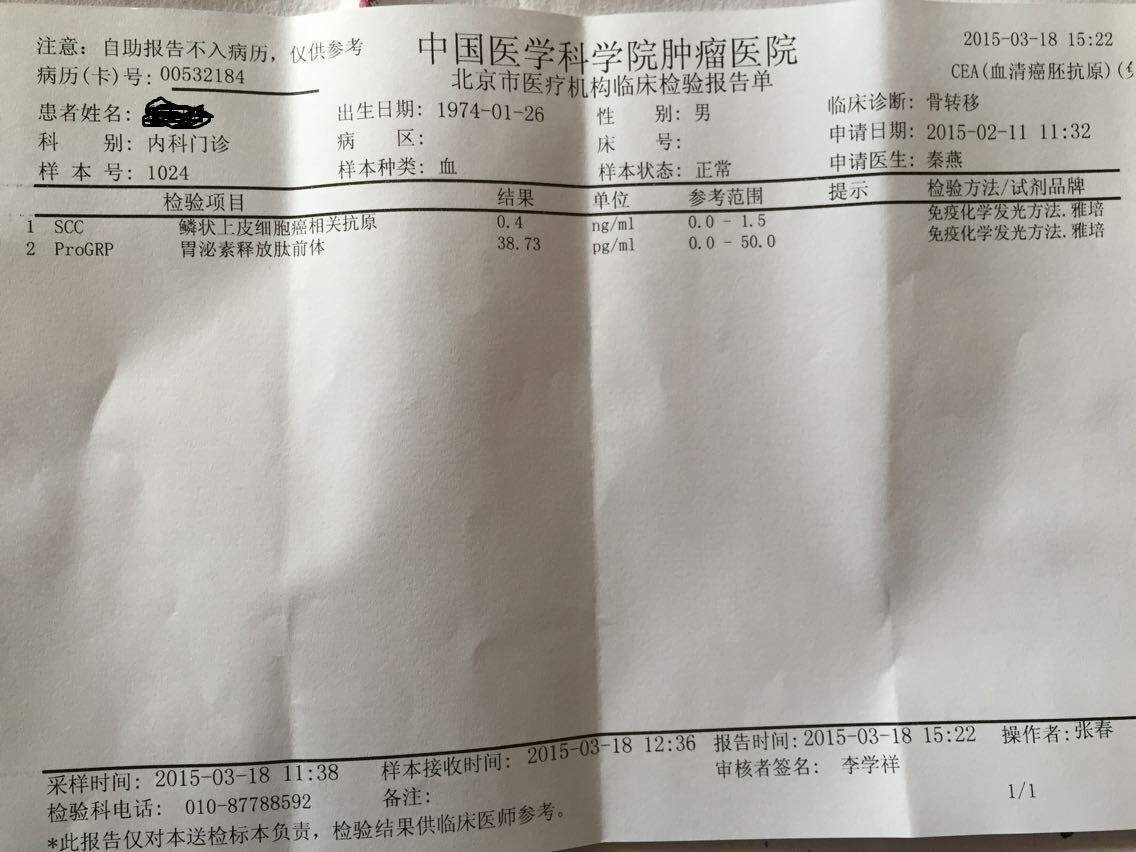 中国医学科学院肿瘤医院
北京市医疗机构临床检验报告单
注意: 自助报告不入病历, 仅供参考
2015-03-18 15:22
病历(卡)号: 00532184
CEA(血清癌胚抗原)(
患者姓名: 出生日期: 1974-01-26 性 别: 男 临床诊断: 骨转移
科 别: 内科门诊 病 区: 床 号: 申请日期: 2015-02-11 11:32
样 本 号: 1024 样本种类: 血 样本状态: 正常 申请医生: 秦燕
检验项目 结果 单位 参考范围 提示 检验方法/试剂品牌
1 SCC 鳞状上皮细胞癌相关抗原 0.4 ng/ml 0.0 - 1.5 免疫化学发光方法.雅培
2 ProGRP 胃泌素释放肽前体 38.73 pg/ml 0.0 - 50.0 免疫化学发光方法.雅培
采样时间: 2015-03-18 11:38 样本接收时间: 2015-03-18 12:36 报告时间: 2015-03-18 15:22 操作者: 张春
检验科电话: 010-87788592 备注: 审核者签名: 李学祥
1/1
*此报告仅对本送检标本负责, 检验结果供临床医师参考。